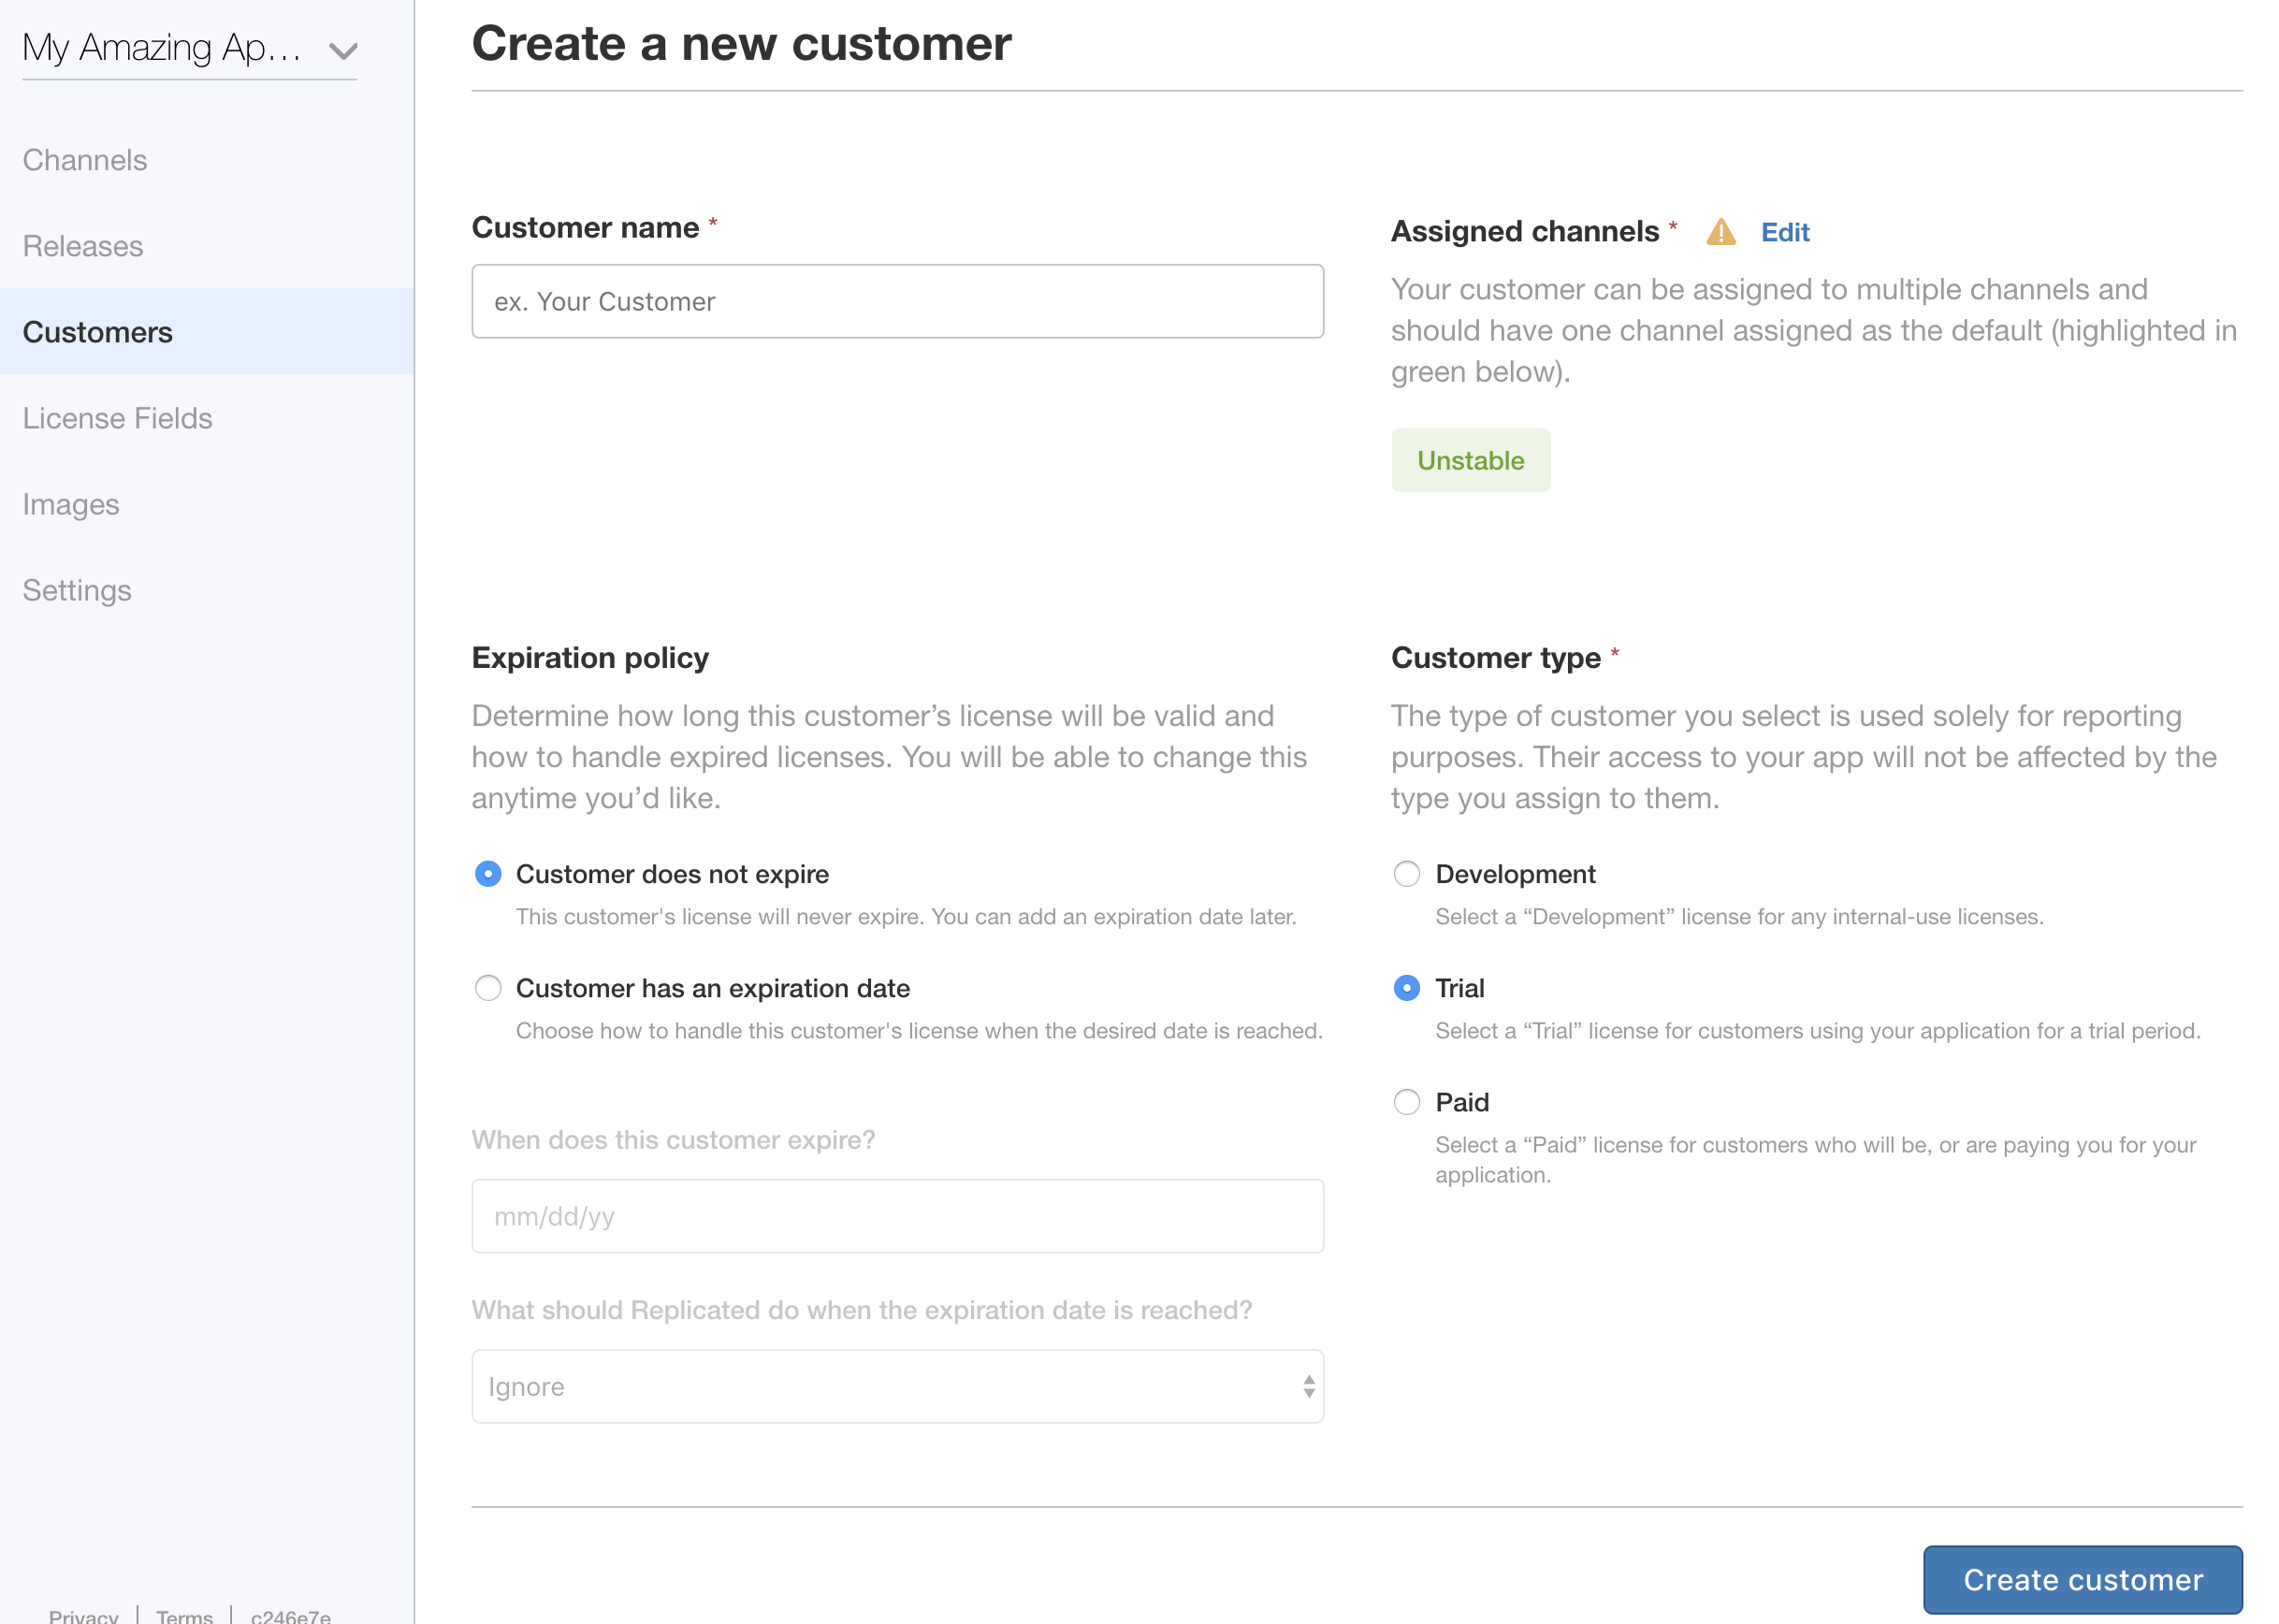 My Amazing Ap...
Channels
Releases
Customers
License Fields
Images
Settings
Privacy | Terms | c246e7e
Create a new customer
Customer name *
ex. Your Customer
Assigned channels * Edit
Your customer can be assigned to multiple channels and
should have one channel assigned as the default (highlighted in
green below).
Unstable
Expiration policy
Determine how long this customer’s license will be valid and
how to handle expired licenses. You will be able to change this
anytime you’d like.
Customer does not expire
This customer's license will never expire. You can add an expiration date later.
Customer has an expiration date
Choose how to handle this customer's license when the desired date is reached.
When does this customer expire?
mm/dd/yy
What should Replicated do when the expiration date is reached?
Ignore
Customer type *
The type of customer you select is used solely for reporting
purposes. Their access to your app will not be affected by the
type you assign to them.
Development
Select a “Development” license for any internal-use licenses.
Trial
Select a “Trial” license for customers using your application for a trial period.
Paid
Select a “Paid” license for customers who will be, or are paying you for your
application.
Create customer